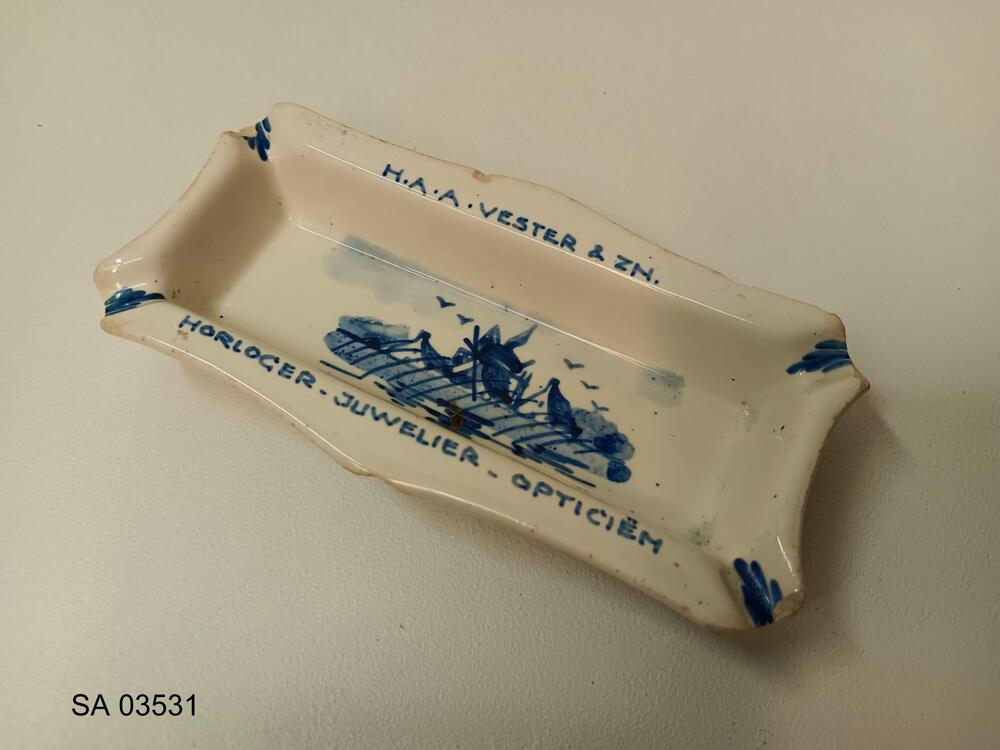 H.A.A. VESTER & ZN.
HORLOGER - JUWELIER - OPTICIËN
SA 03531